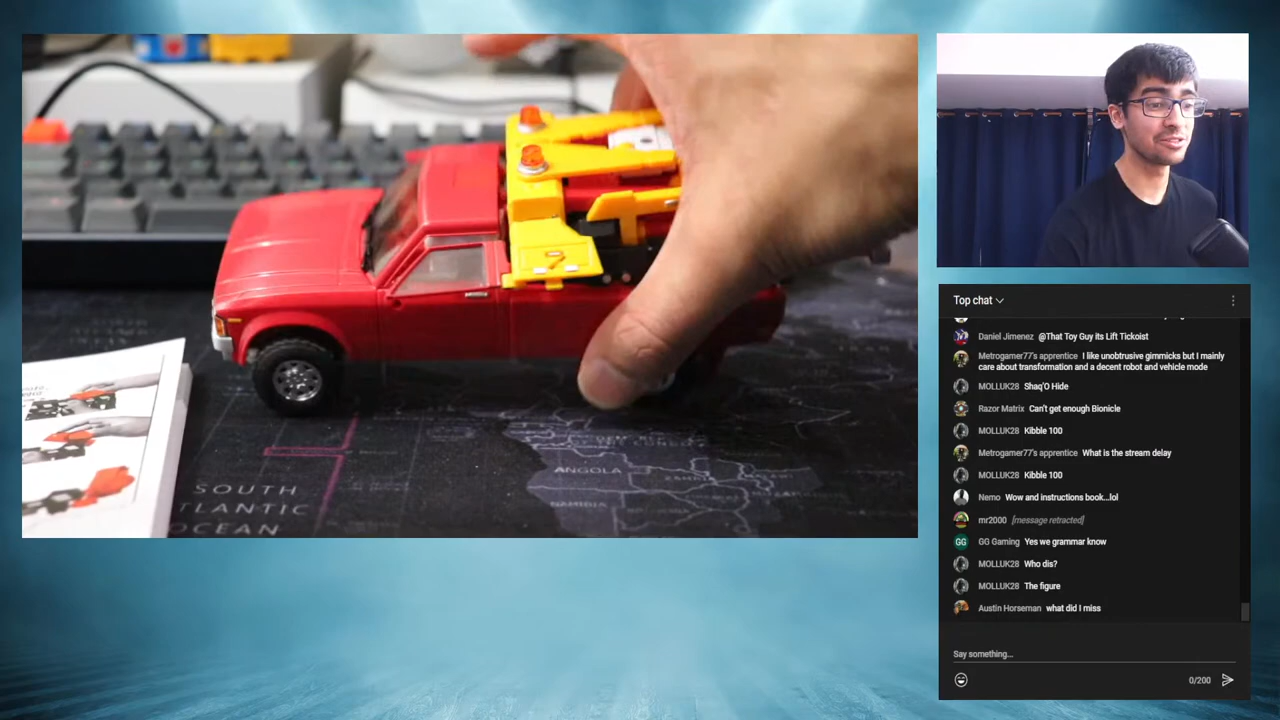 SOUTH
ATLANTIC
OCEAN
ANGOLA
NAMIBIA
Top chat
Daniel Jimenez @That Toy Guy its Lift Tickoist
Metrogamer77's apprentice I like unobtrusive gimmicks but I mainly
care about transformation and a decent robot and vehicle mode
MOLLUK28 Shaq'O Hide
Razor Matrix Can't get enough Bionicle
MOLLUK28 Kibble 100
Metrogamer77's apprentice What is the stream delay
MOLLUK28 Kibble 100
Nemo Wow and instructions book...lol
mr2000 [message retracted]
GG GG Gaming Yes we grammar know
MOLLUK28 Who dis?
MOLLUK28 The figure
Austin Horseman what did I miss
Say something...
0/200